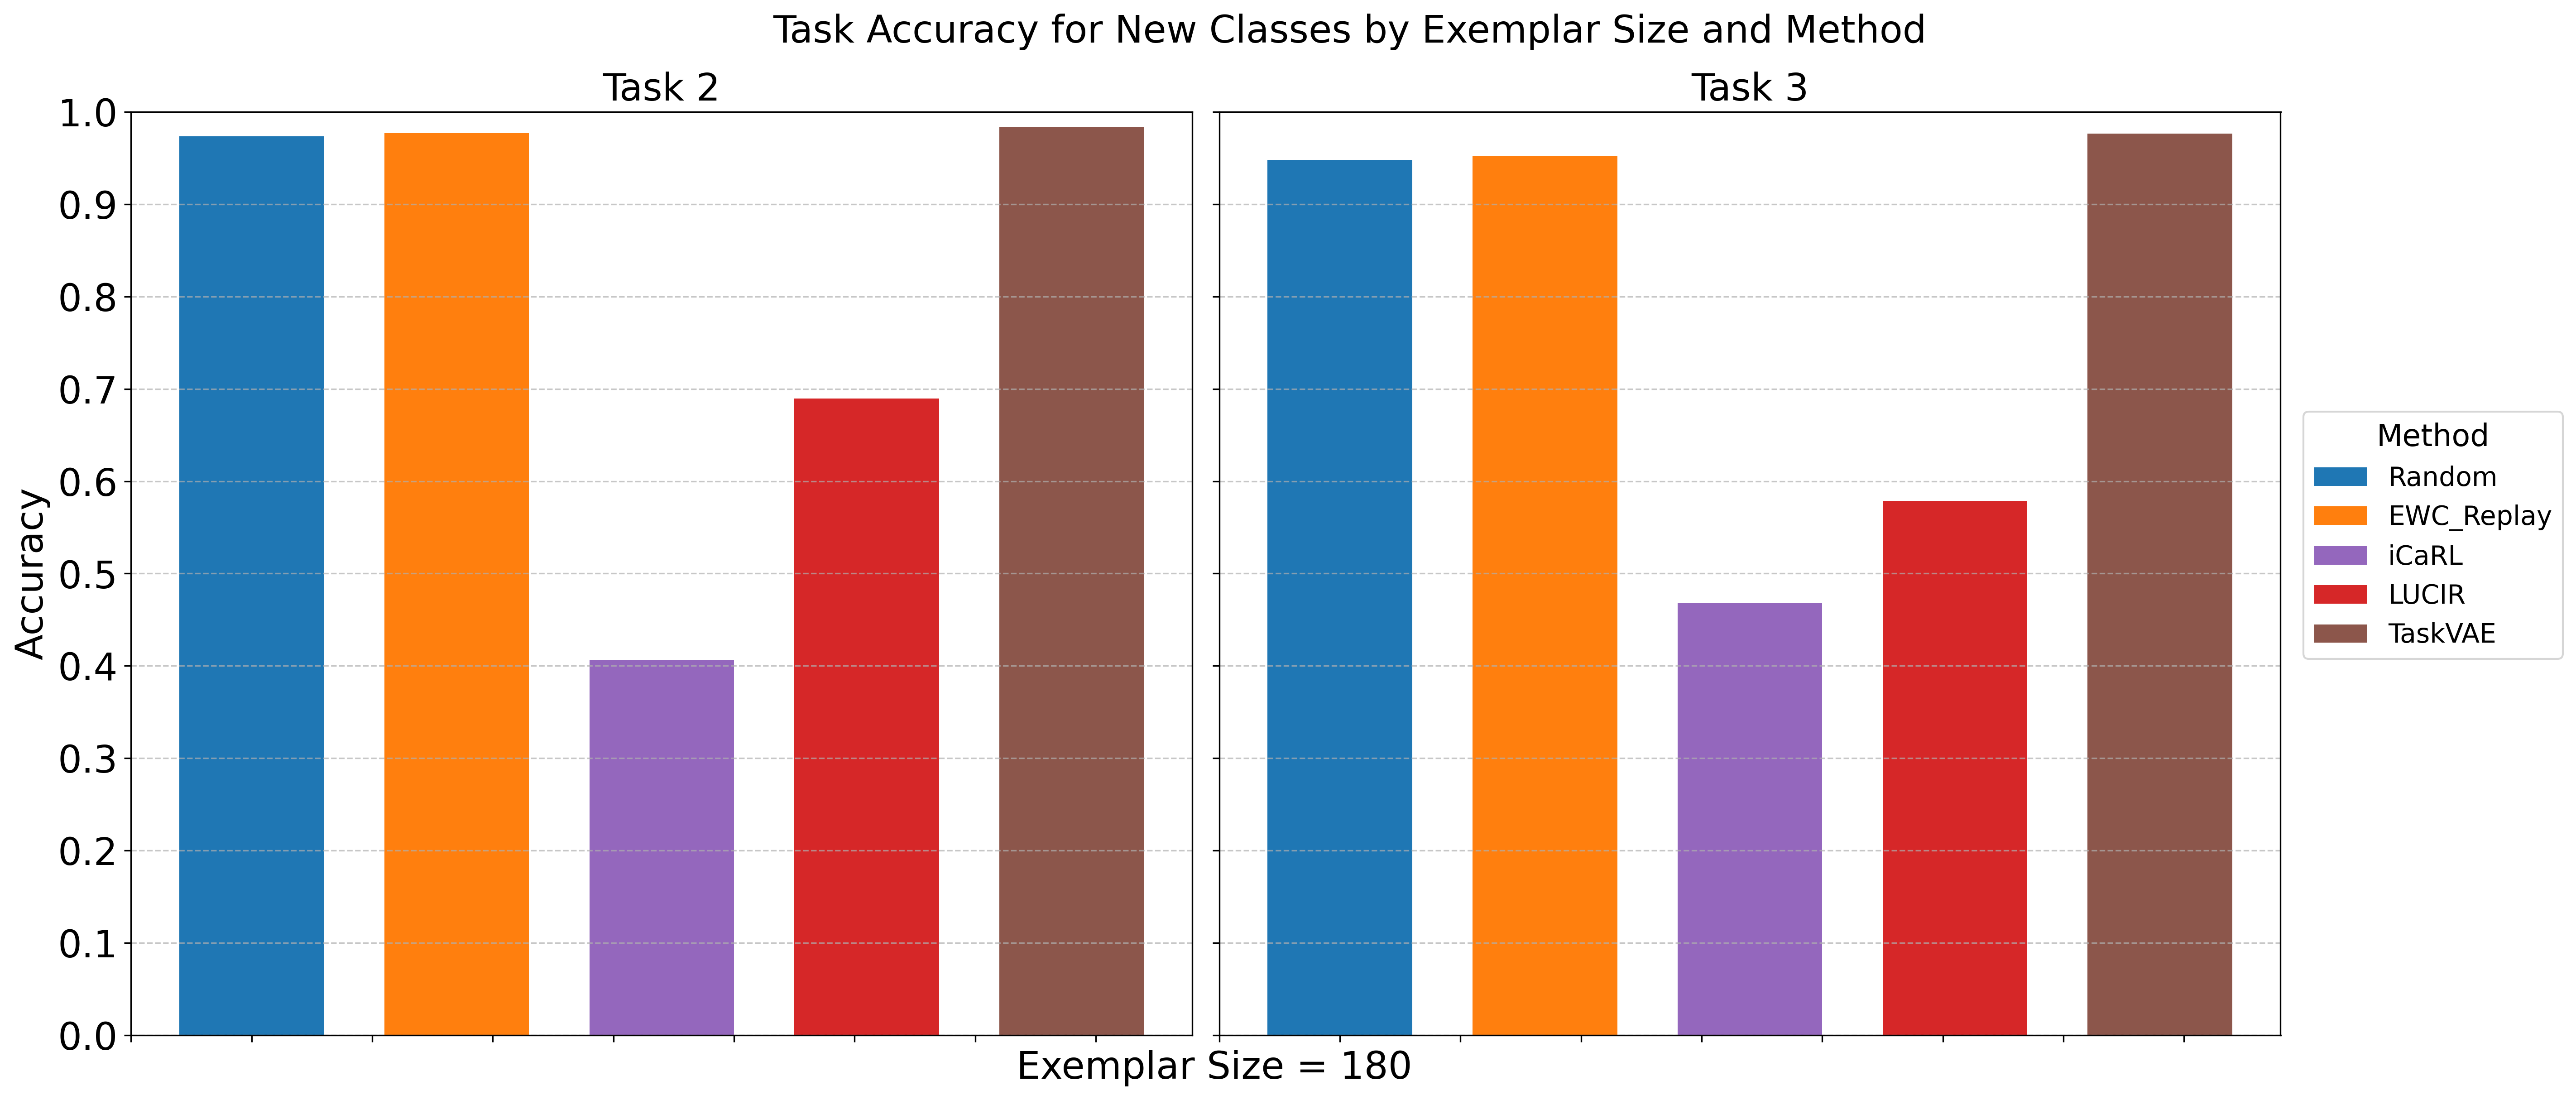 Task Accuracy for New Classes by Exemplar Size and Method
Task 2
Task 3
1.0
0.9
0.8
0.7
0.6
0.5
0.4
0.3
0.2
0.1
0.0
Accuracy
Exemplar Size = 180
Method
Random
EWC_Replay
iCaRL
LUCIR
TaskVAE